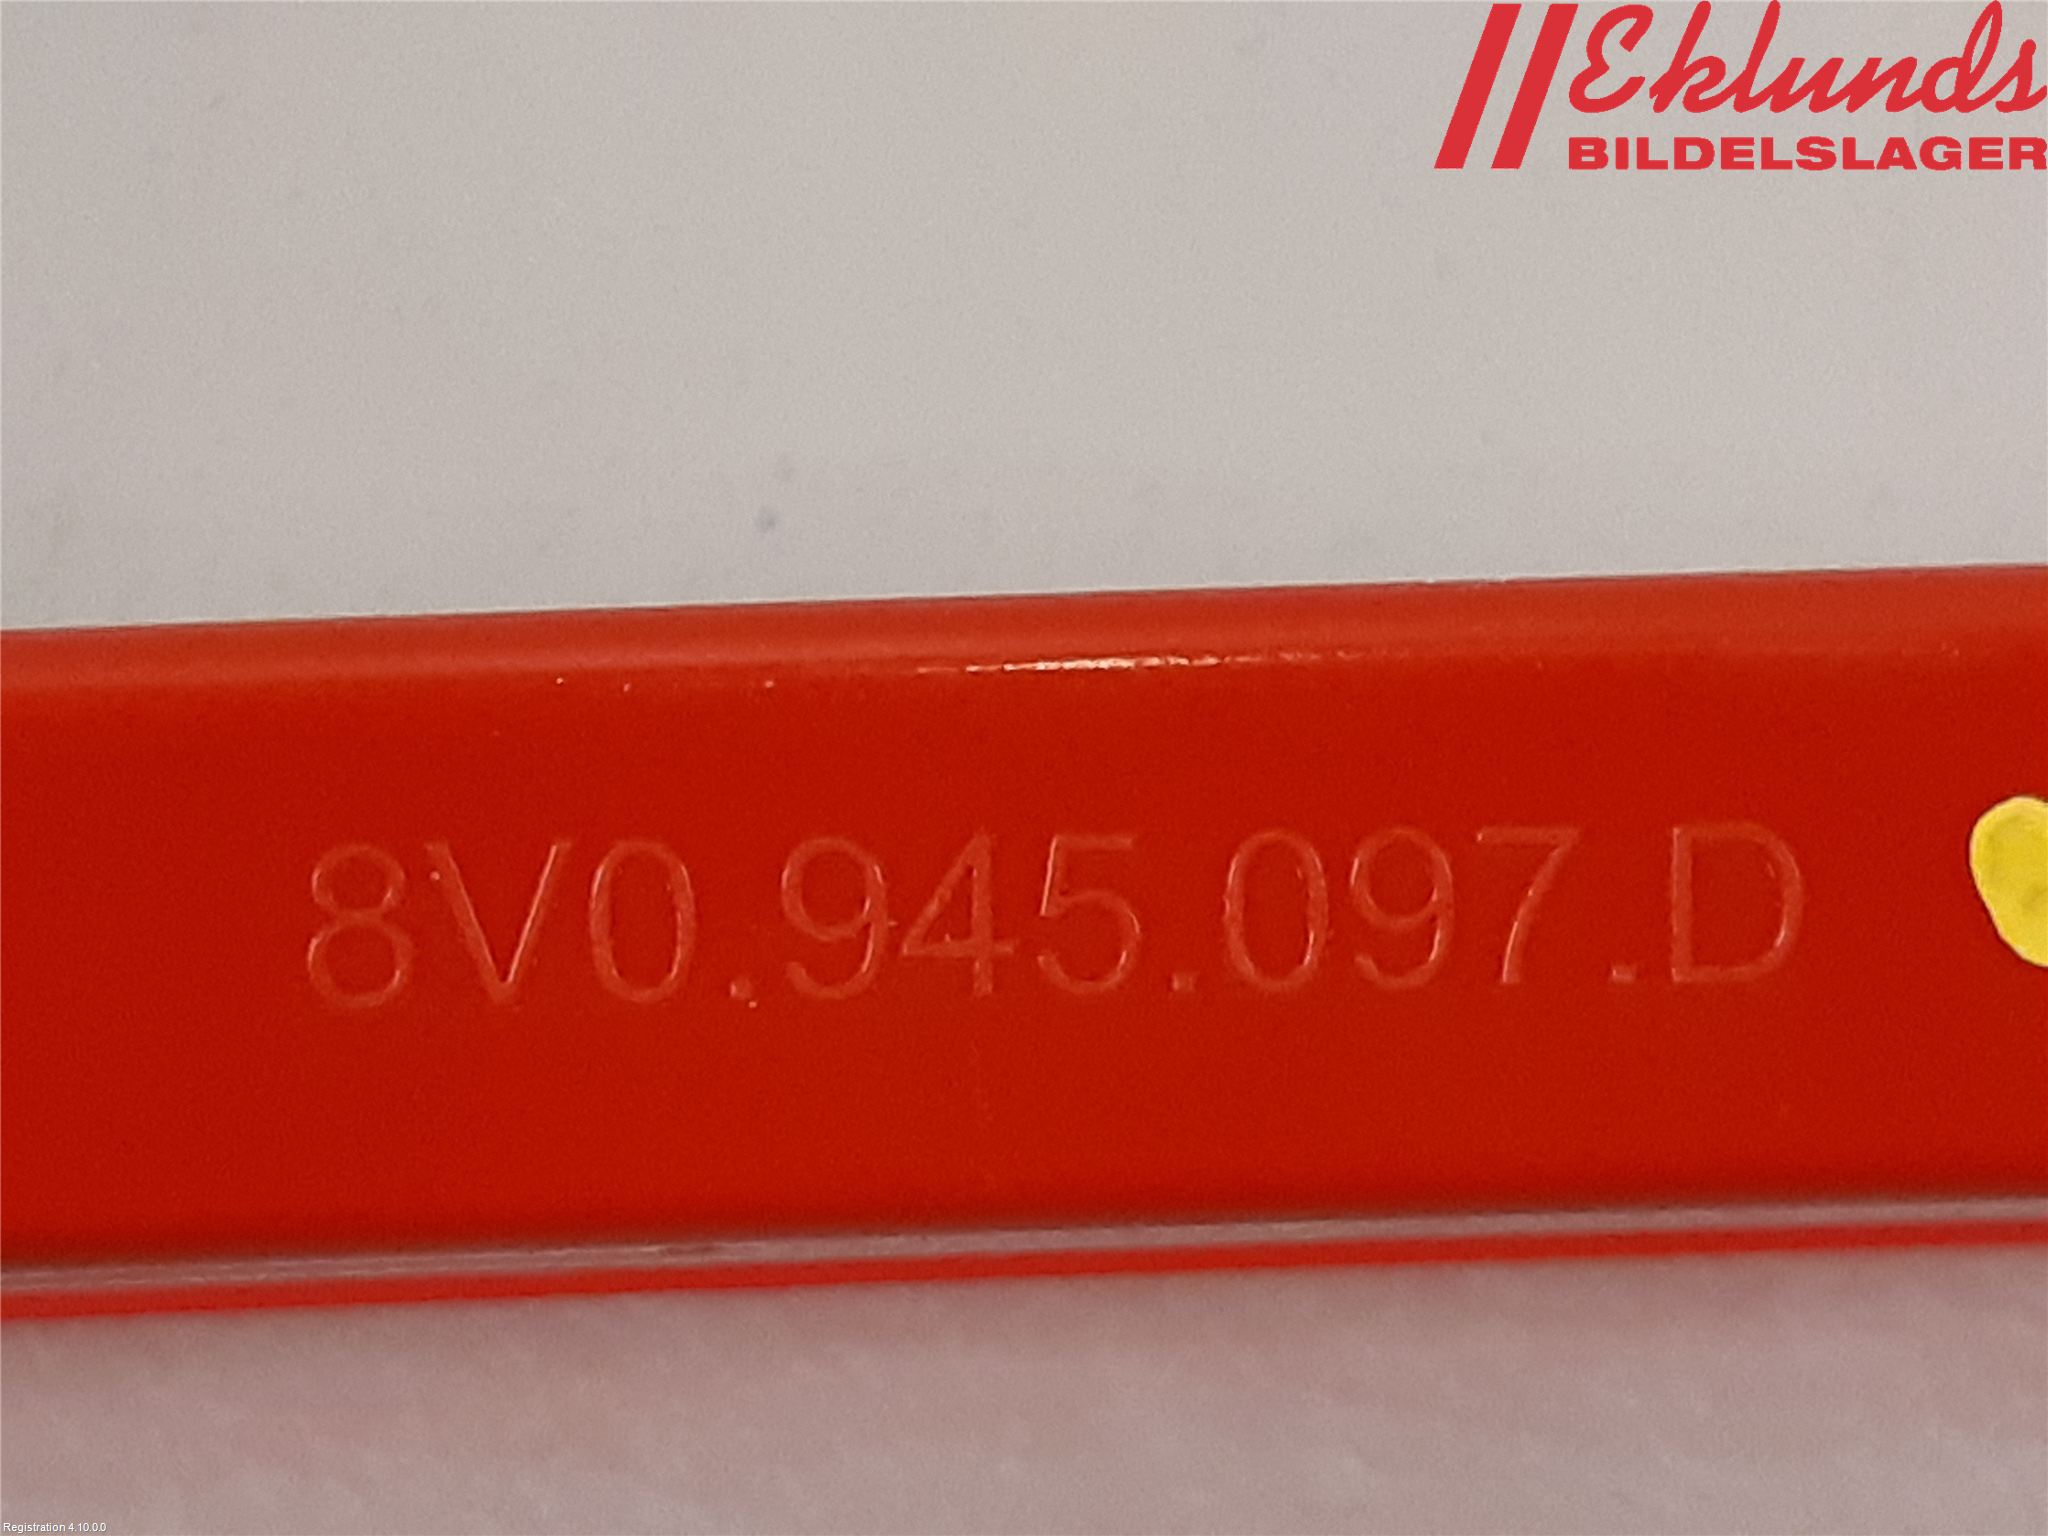 Eklunds
BILDELSLAGER
8V0.945.097.D
Registration 4.10.0.0